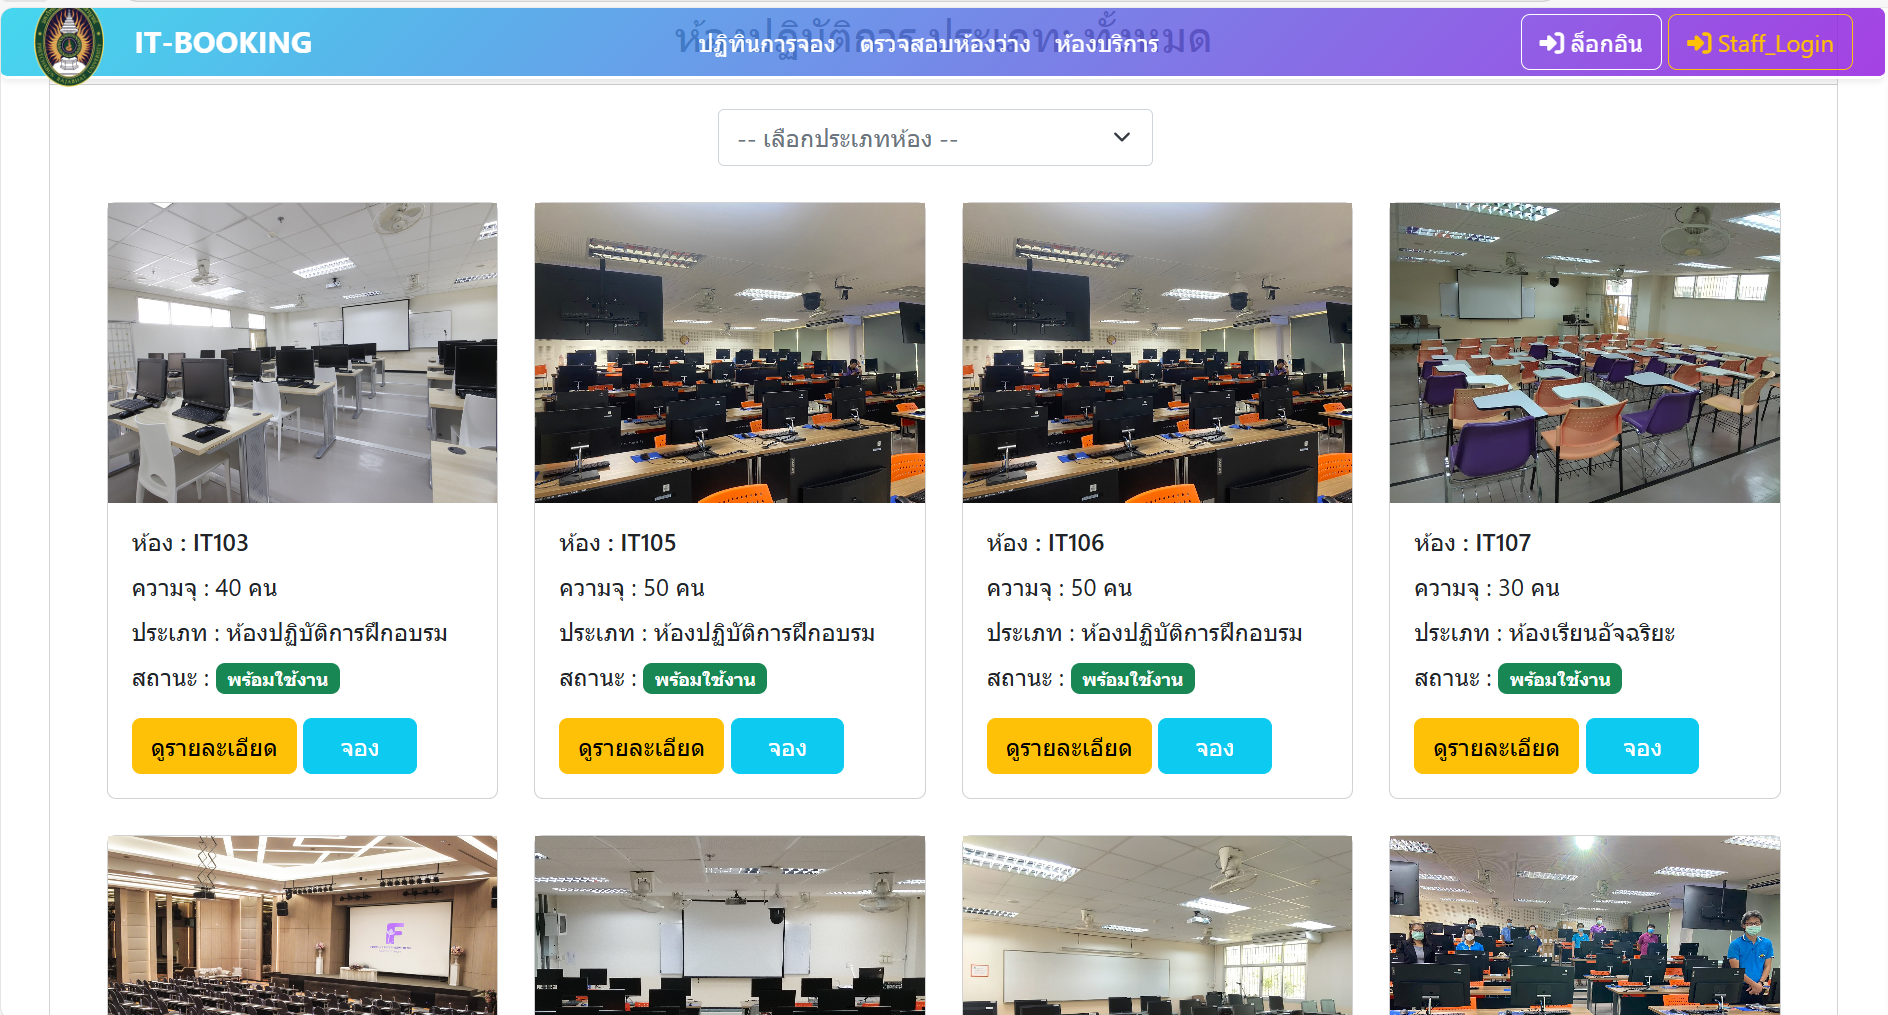 IT-BOOKING
ห้องปฏิบัติการ ประเภท : ทั้งหมด
ปฏิทินการจอง ตรวจสอบห้องว่าง ห้องบริการ
ล็อกอิน
Staff_Login
-- เลือกประเภทห้อง --
ห้อง : IT103
ความจุ : 40 คน
ประเภท : ห้องปฏิบัติการฝึกอบรม
สถานะ : พร้อมใช้งาน
ดูรายละเอียด จอง
ห้อง : IT105
ความจุ : 50 คน
ประเภท : ห้องปฏิบัติการฝึกอบรม
สถานะ : พร้อมใช้งาน
ดูรายละเอียด จอง
ห้อง : IT106
ความจุ : 50 คน
ประเภท : ห้องปฏิบัติการฝึกอบรม
สถานะ : พร้อมใช้งาน
ดูรายละเอียด จอง
ห้อง : IT107
ความจุ : 30 คน
ประเภท : ห้องเรียนอัจฉริยะ
สถานะ : พร้อมใช้งาน
ดูรายละเอียด จอง